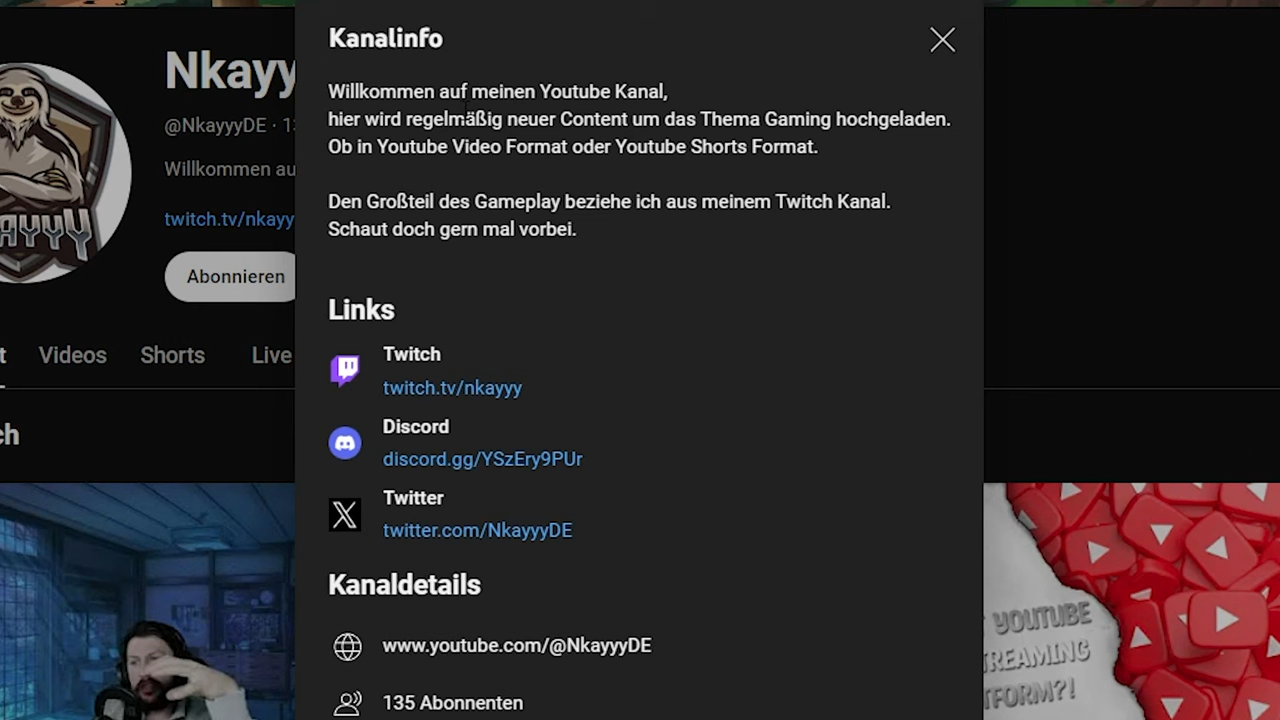 Kanalinfo
Willkommen auf meinen Youtube Kanal,
hier wird regelmäßig neuer Content um das Thema Gaming hochgeladen.
Ob in Youtube Video Format oder Youtube Shorts Format.
Den Großteil des Gameplay beziehe ich aus meinem Twitch Kanal.
Schaut doch gern mal vorbei.
Links
Twitch
twitch.tv/nkayyy
Discord
discord.gg/YSzEry9PUr
Twitter
twitter.com/NkayyyDE
Kanaldetails
www.youtube.com/@NkayyyDE
135 Abonnenten
Nkayy
@NkayyyDE · 1
Willkommen au
twitch.tv/nkayy
Abonnieren
Videos Shorts Live
ch
AYYY
YOUTUBE
TREAMING
TFORM?!